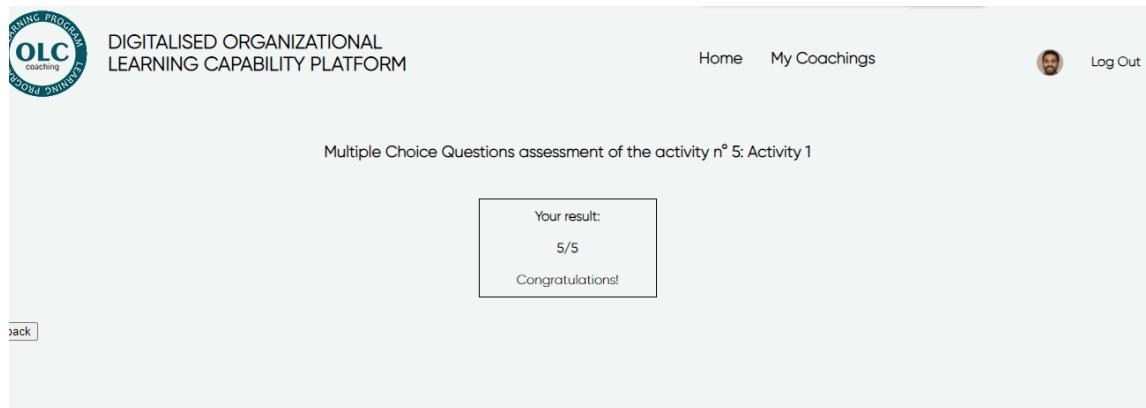 OLC
coaching
LEARNING PROGRAM
DIGITALISED ORGANIZATIONAL
LEARNING CAPABILITY PLATFORM
Home My Coachings
Log Out
Multiple Choice Questions assessment of the activity n° 5: Activity 1
Your result:
5/5
Congratulations!
back